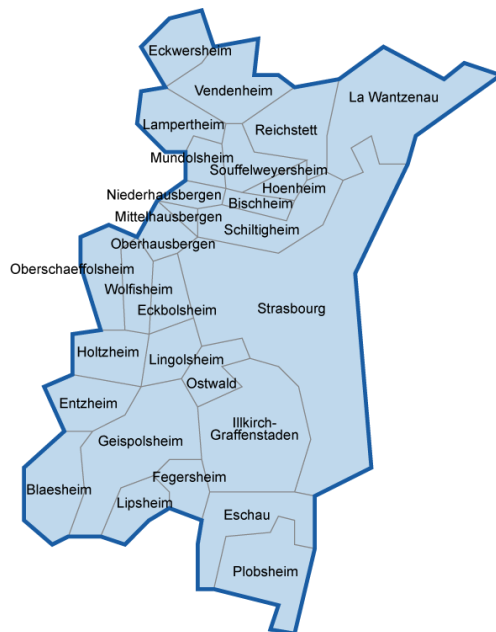 Eckwersheim
Vendenheim
La Wantzenau
Lampertheim
Reichstett
Mundolsheim
Souffelweyersheim
Hoenheim
Niederhausbergen
Bischheim
Mittelhausbergen
Schiltigheim
Oberhausbergen
Oberschaeffolsheim
Wolfisheim
Eckbolsheim
Strasbourg
Holtzheim
Lingolsheim
Ostwald
Entzheim
Illkirch-
Graffenstaden
Geispolsheim
Fegersheim
Blaesheim
Lipsheim
Eschau
Plobsheim